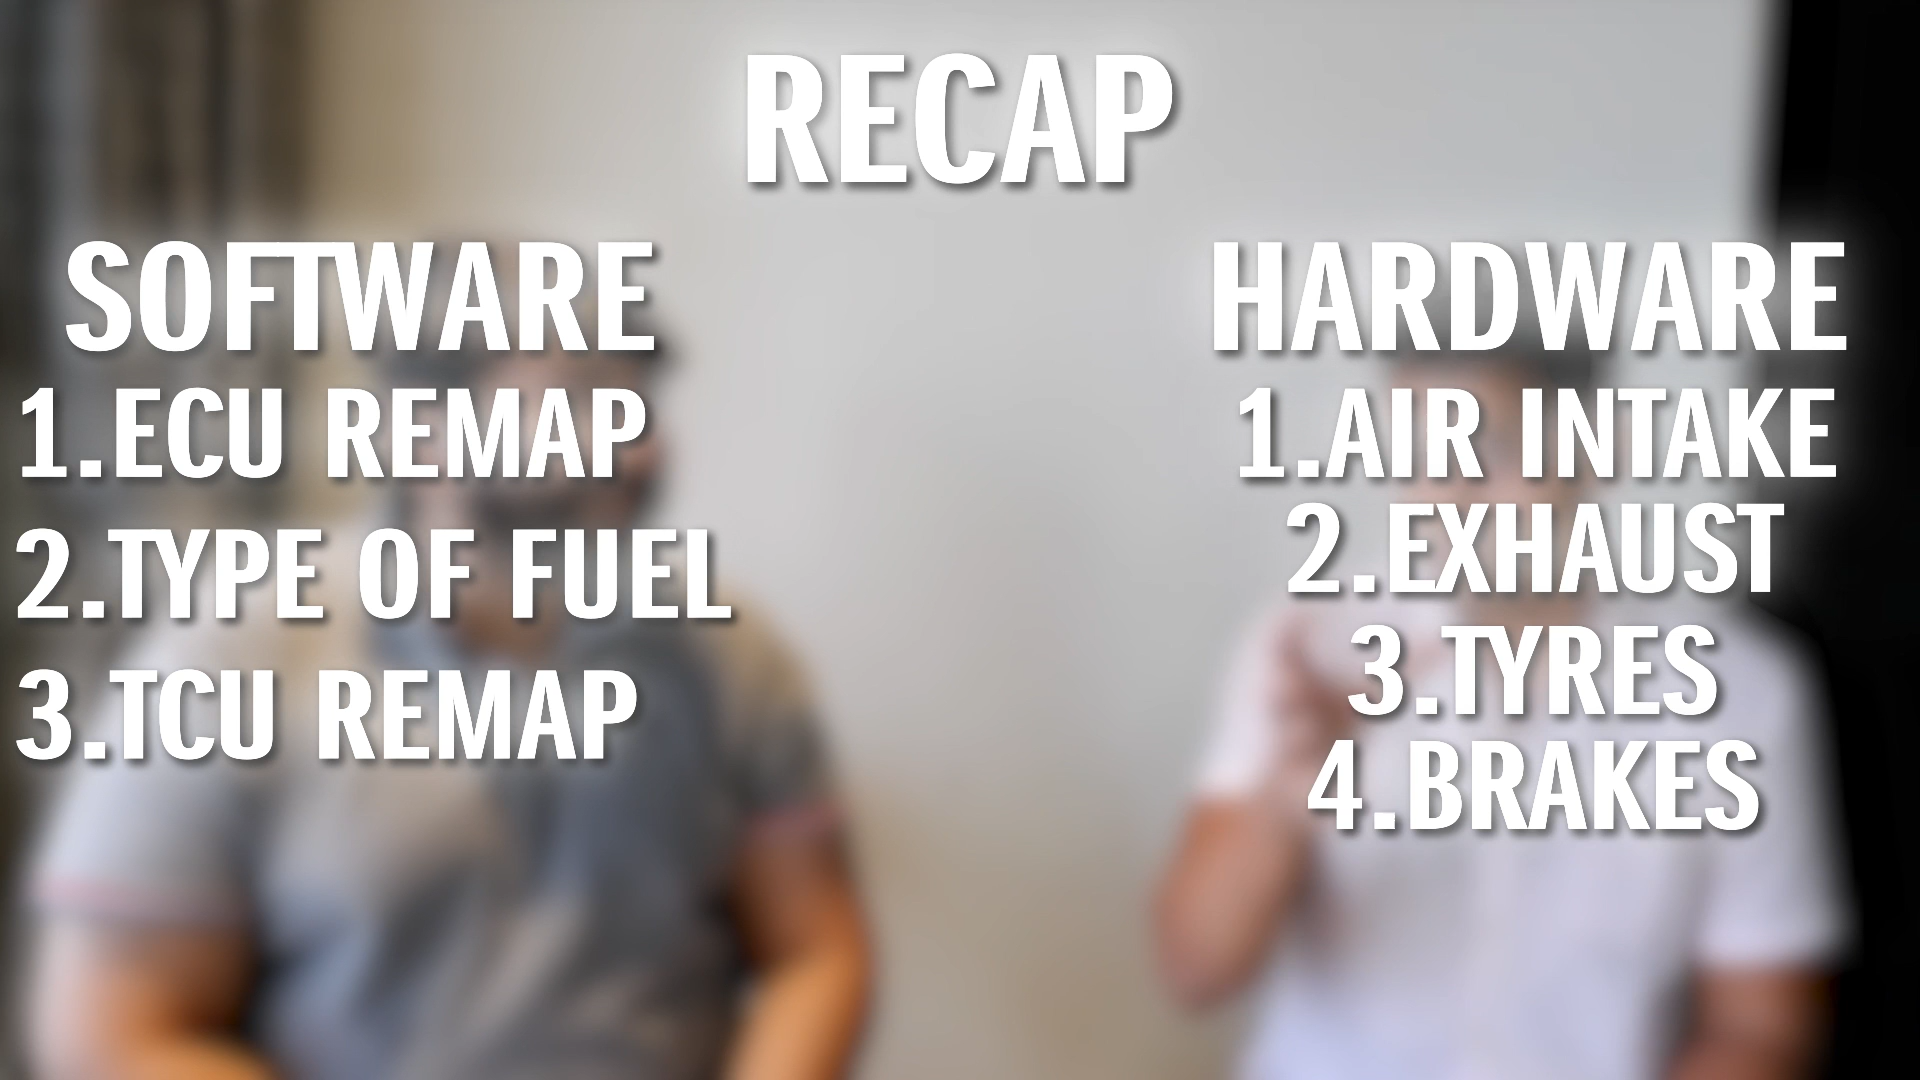 RECAP
SOFTWARE
1.ECU REMAP
2.TYPE OF FUEL
3.TCU REMAP
HARDWARE
1.AIR INTAKE
2.EXHAUST
3.TYRES
4.BRAKES